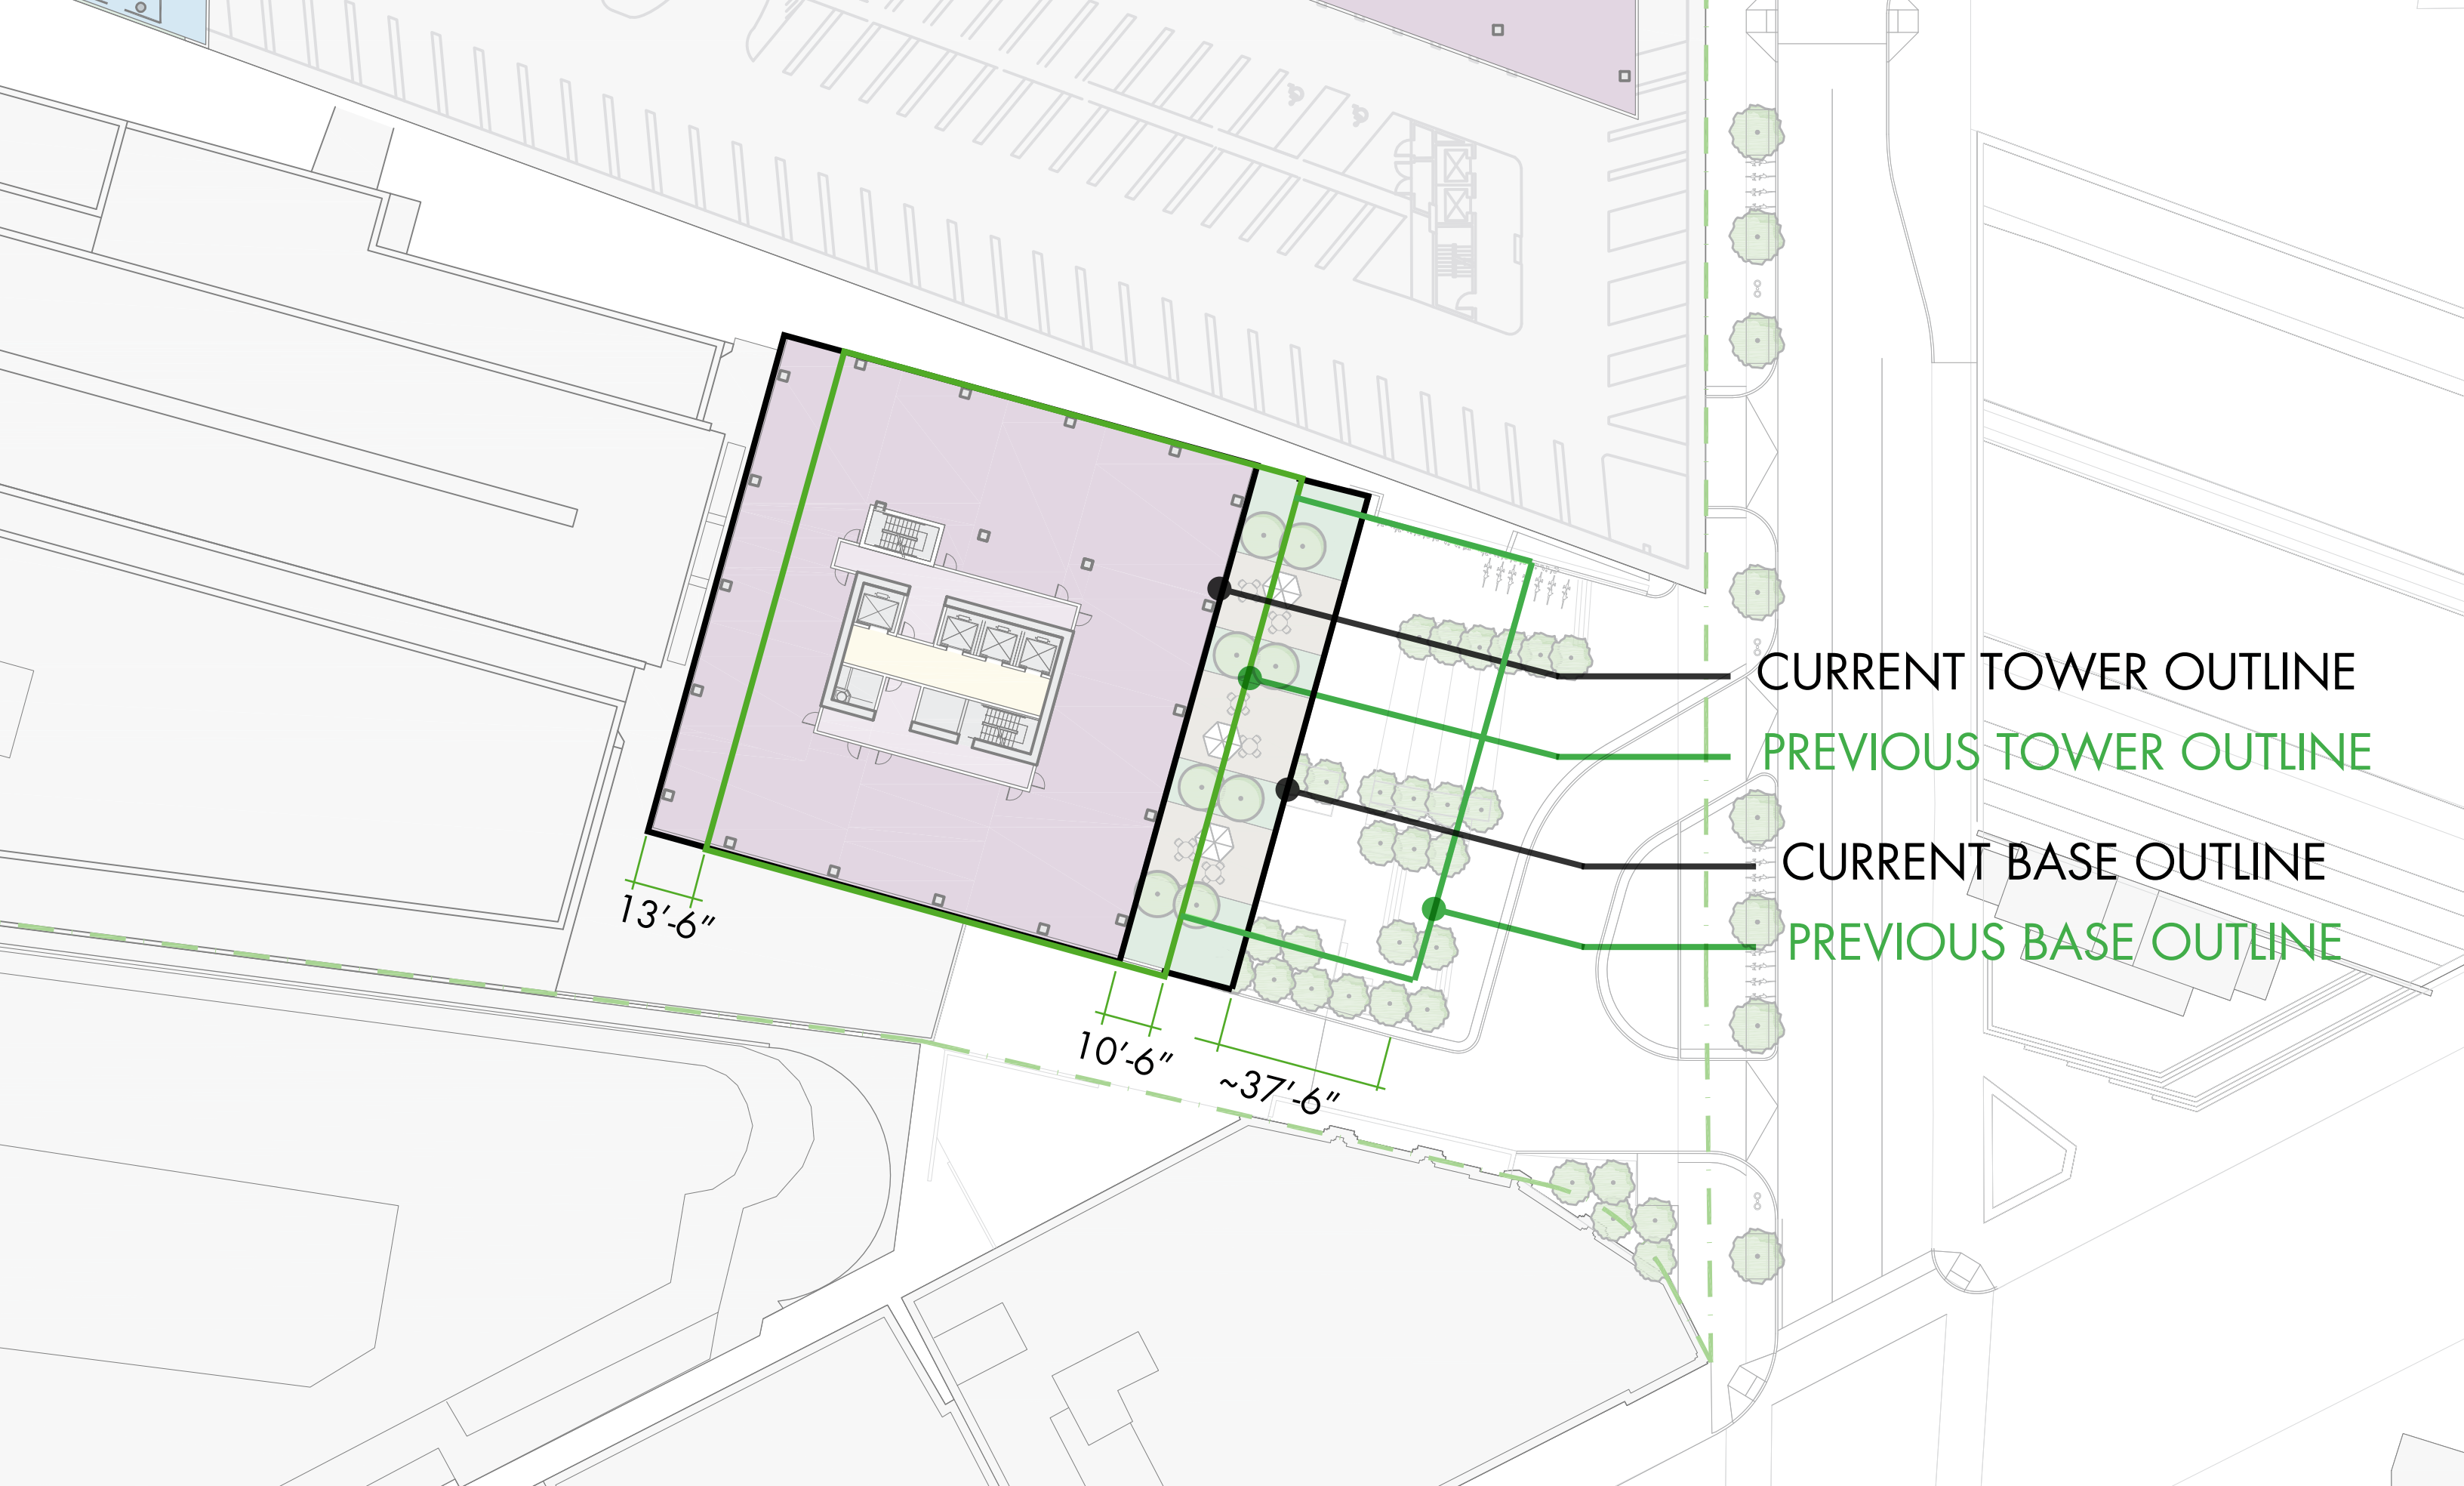 CURRENT TOWER OUTLINE
PREVIOUS TOWER OUTLINE
CURRENT BASE OUTLINE
PREVIOUS BASE OUTLINE
13'-6"
10'-6"
~37'-6"